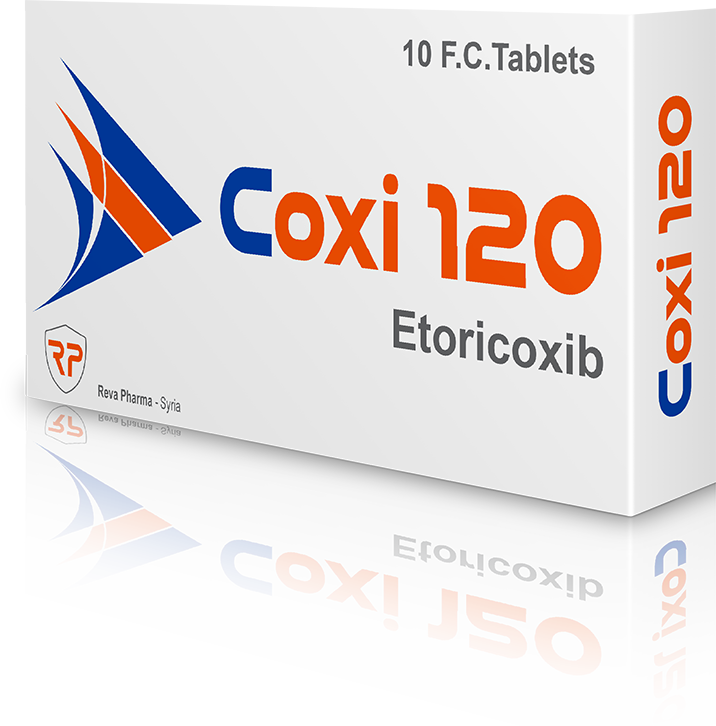 10 F.C.Tablets
Coxi 120
Etoricoxib
RP
Reva Pharma - Syria
Coxi 120